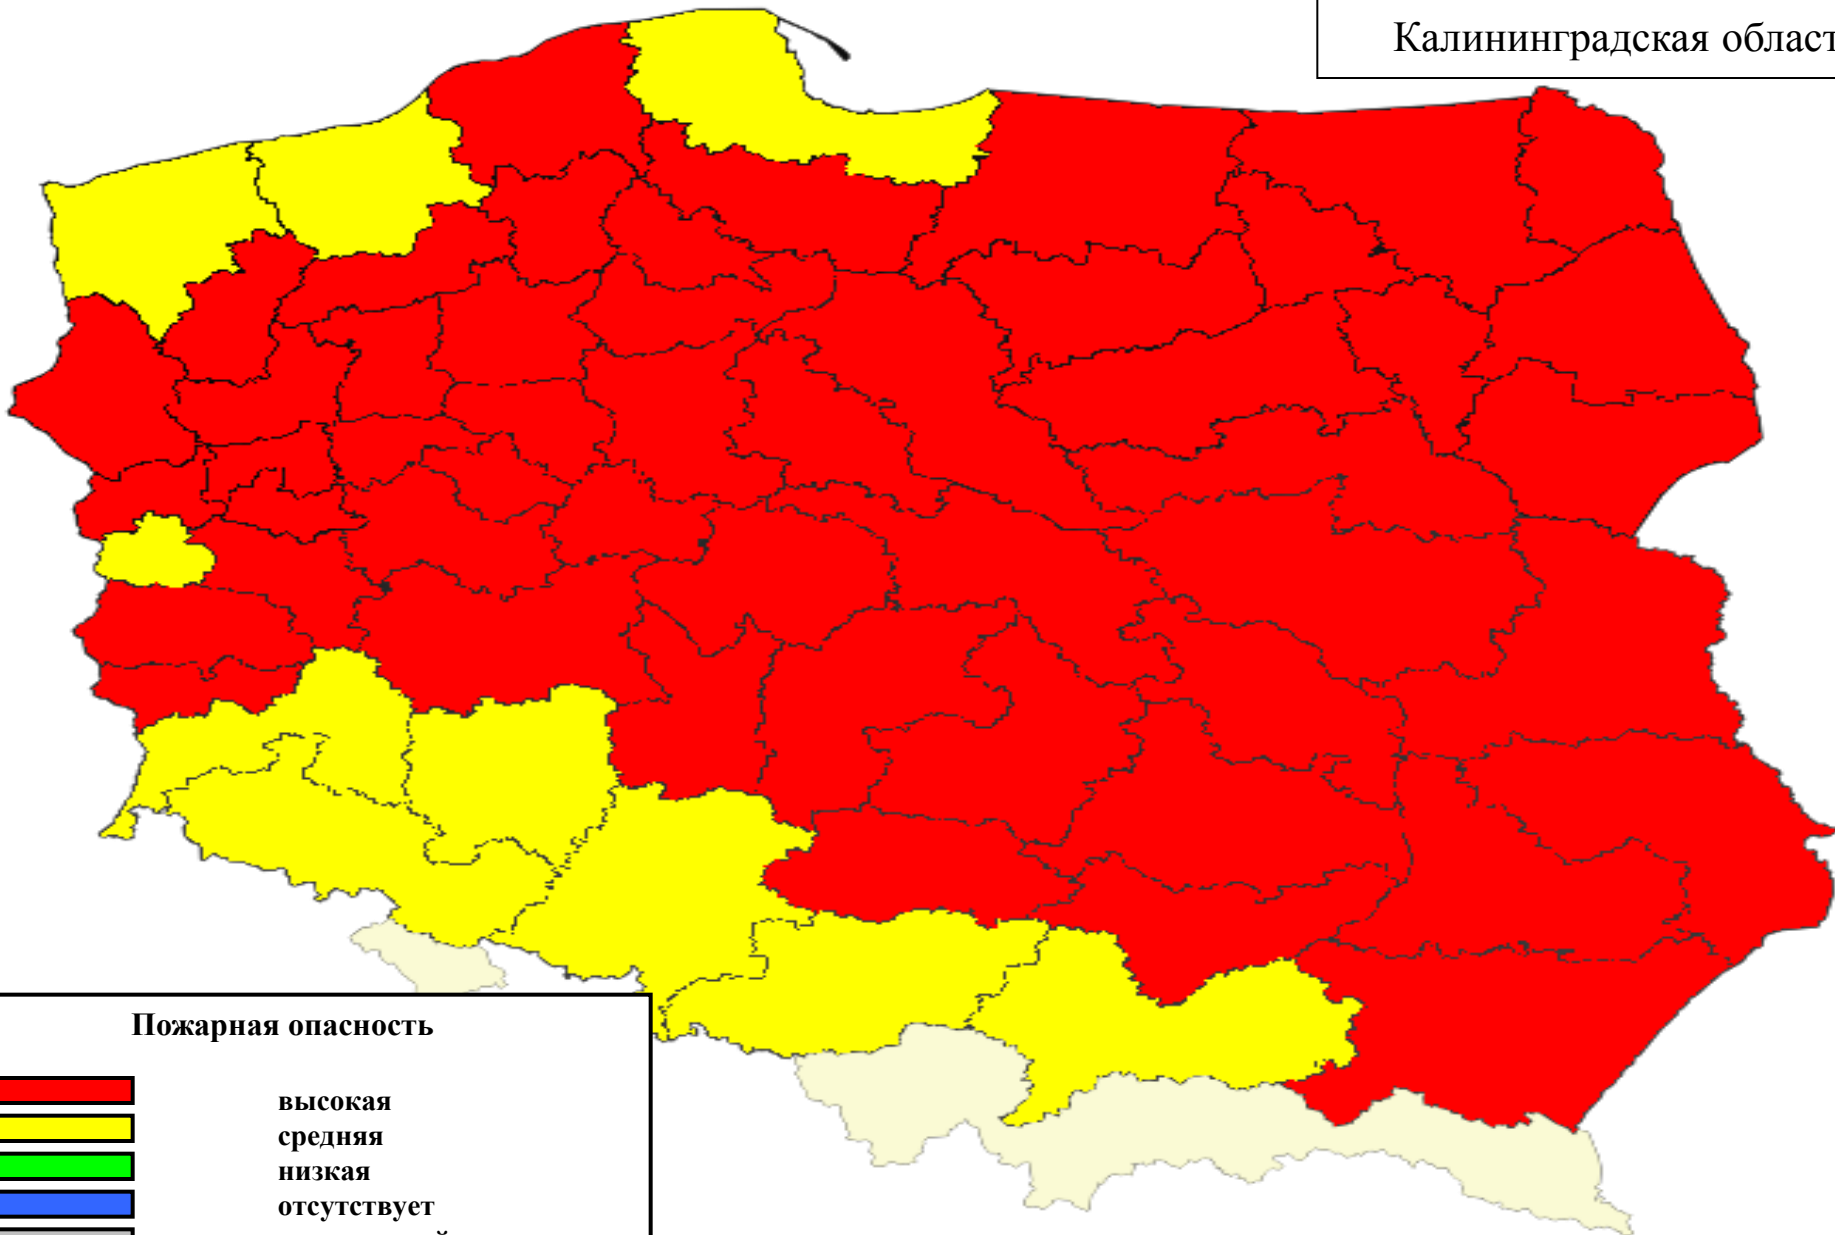 Калининградская област
Пожарная опасность
высокая
средняя
низкая
отсутствует